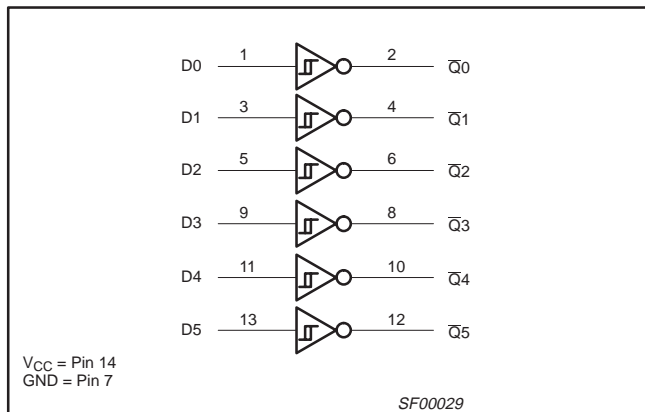 D0 1 2 Q̅0
D1 3 4 Q̅1
D2 5 6 Q̅2
D3 9 8 Q̅3
D4 11 10 Q̅4
D5 13 12 Q̅5
VCC = Pin 14
GND = Pin 7
SF00029